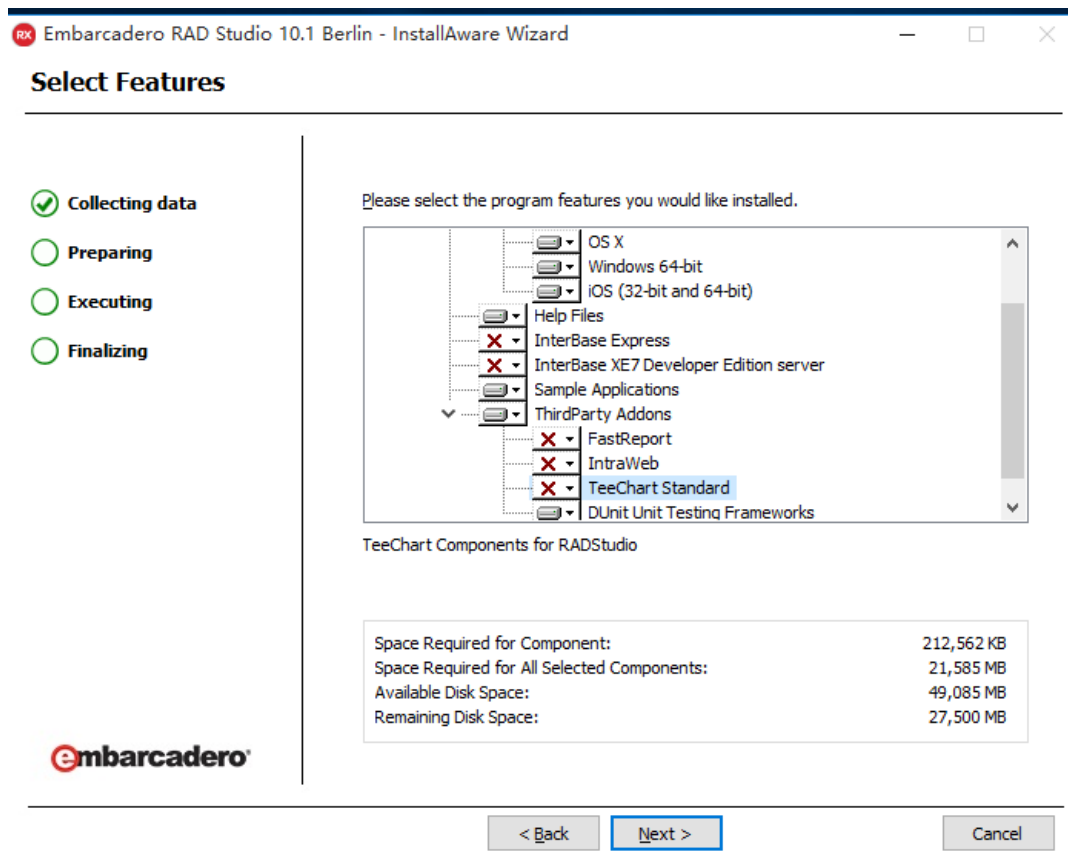 RX Embarcadero RAD Studio 10.1 Berlin - InstallAware Wizard
Select Features
Collecting data
Preparing
Executing
Finalizing
Please select the program features you would like installed.
OS X
Windows 64-bit
iOS (32-bit and 64-bit)
Help Files
InterBase Express
InterBase XE7 Developer Edition server
Sample Applications
ThirdParty Addons
FastReport
IntraWeb
TeeChart Standard
DUnit Unit Testing Frameworks
TeeChart Components for RADStudio
Space Required for Component: 212,562 KB
Space Required for All Selected Components: 21,585 MB
Available Disk Space: 49,085 MB
Remaining Disk Space: 27,500 MB
embarcadero
< Back Next > Cancel